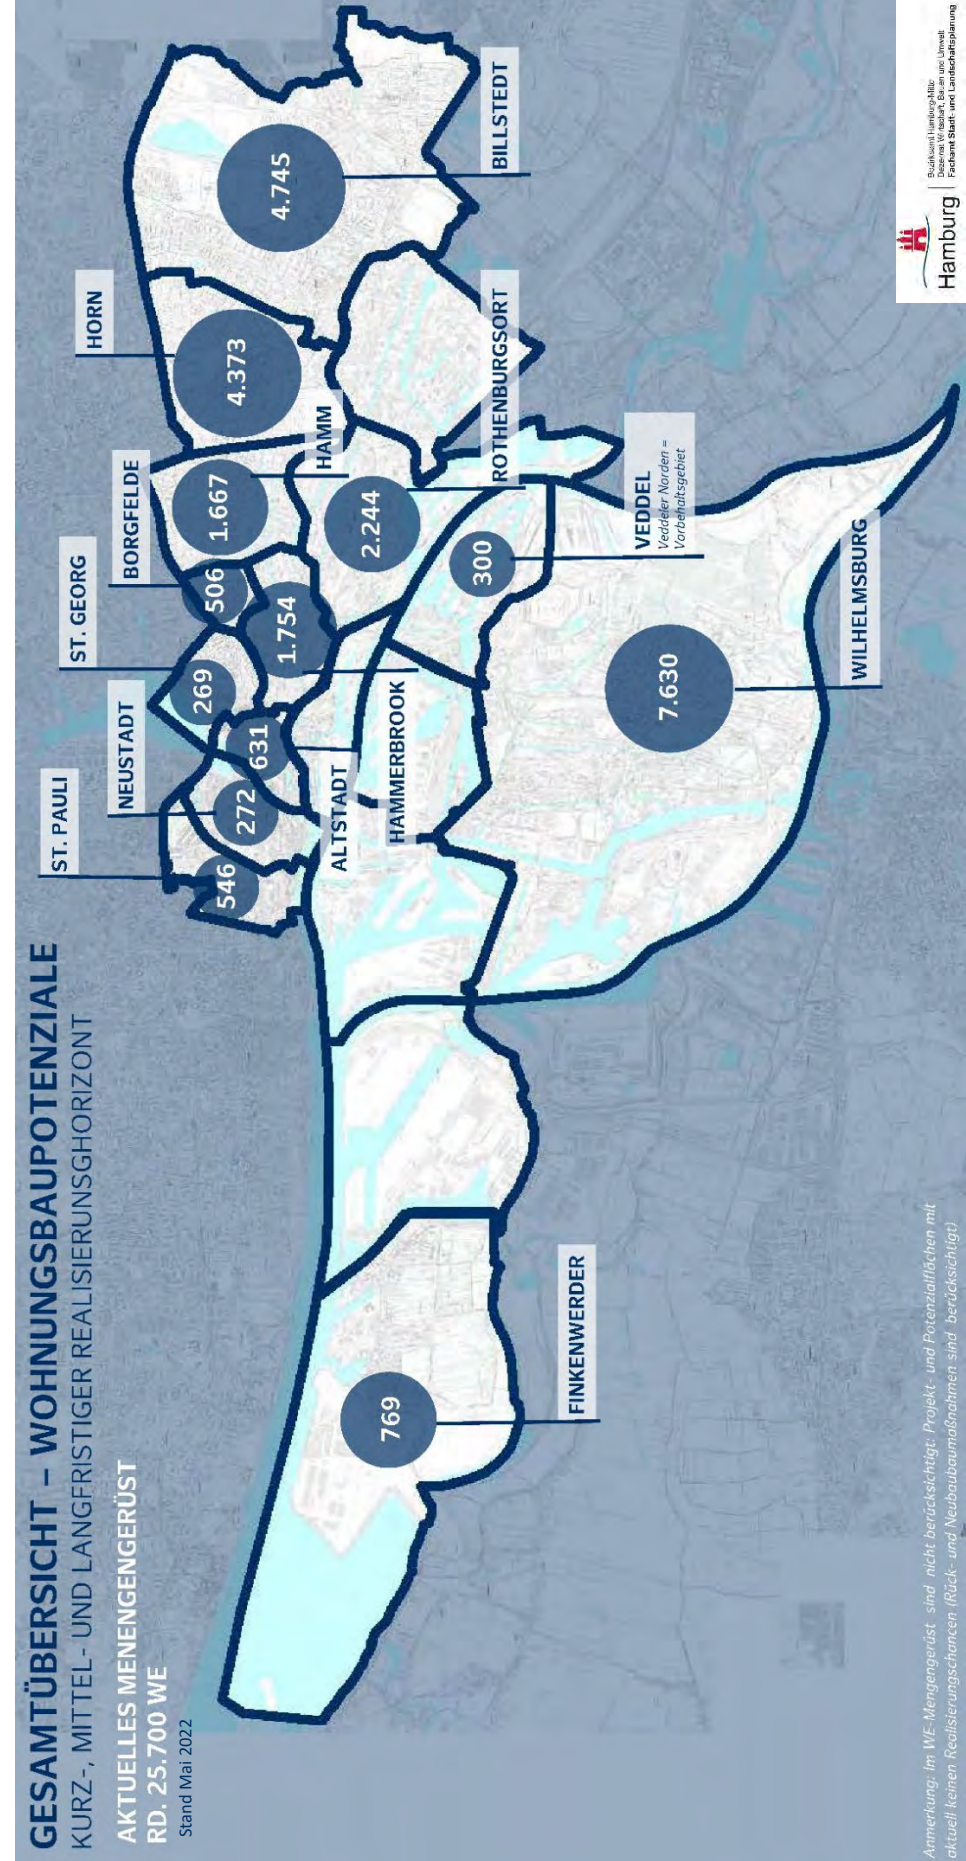 GESAMTÜBERSICHT – WOHNUNGSBAUPOTENZIALE
KURZ-, MITTEL- UND LANGFRISTIGER REALISIERUNSGHORIZONT
AKTUELLES MENENGENGERÜST
RD. 25.700 WE
Stand Mai 2022
ST. PAULI
546
NEUSTADT
272
ST. GEORG
269
631
ALTSTADT
BORGFELDE
506
1.754
HAMMERBROOK
HORN
4.373
1.667
HAMM
2.244
ROTHENBURGSORT
4.745
BILLSTEDT
300
VEDDEL
Veddeler Norden =
Vorbehaltsgebiet
7.630
WILHELMSBURG
769
FINKENWERDER
Anmerkung: Im WE-Mengengerüst sind nicht berücksichtigt: Projekt- und Potenzialflächen mit
aktuell keinen Realisierungschancen (Rück- und Neubaubaumaßnahmen sind berücksichtigt)
Hamburg
Bezirksamt Hamburg-Mitte
Dezernat Wirtschaft, Bauen und Umwelt
Fachamt Stadt- und Landschaftsplanung